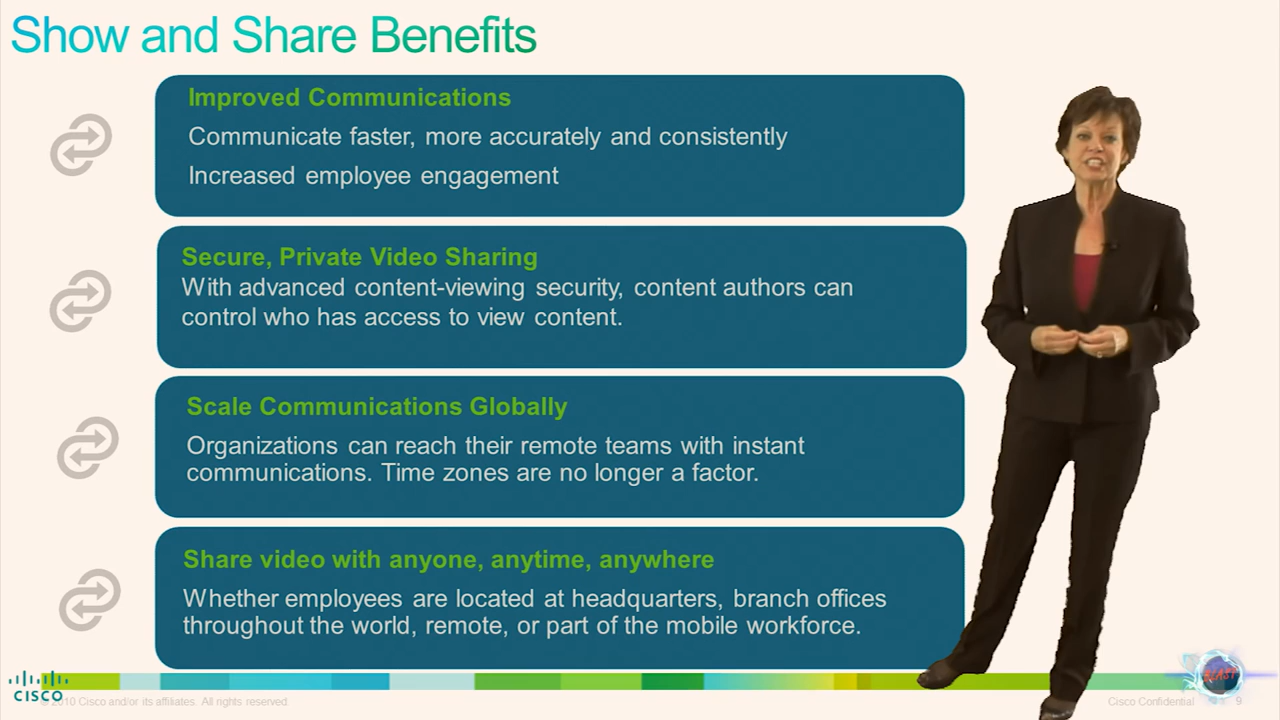 Show and Share Benefits
Improved Communications
Communicate faster, more accurately and consistently
Increased employee engagement
Secure, Private Video Sharing
With advanced content-viewing security, content authors can
control who has access to view content.
Scale Communications Globally
Organizations can reach their remote teams with instant
communications. Time zones are no longer a factor.
Share video with anyone, anytime, anywhere
Whether employees are located at headquarters, branch offices
throughout the world, remote, or part of the mobile workforce.
CISCO
© 2010 Cisco and/or its affiliates. All rights reserved.
Cisco Confidential
9
BLAST